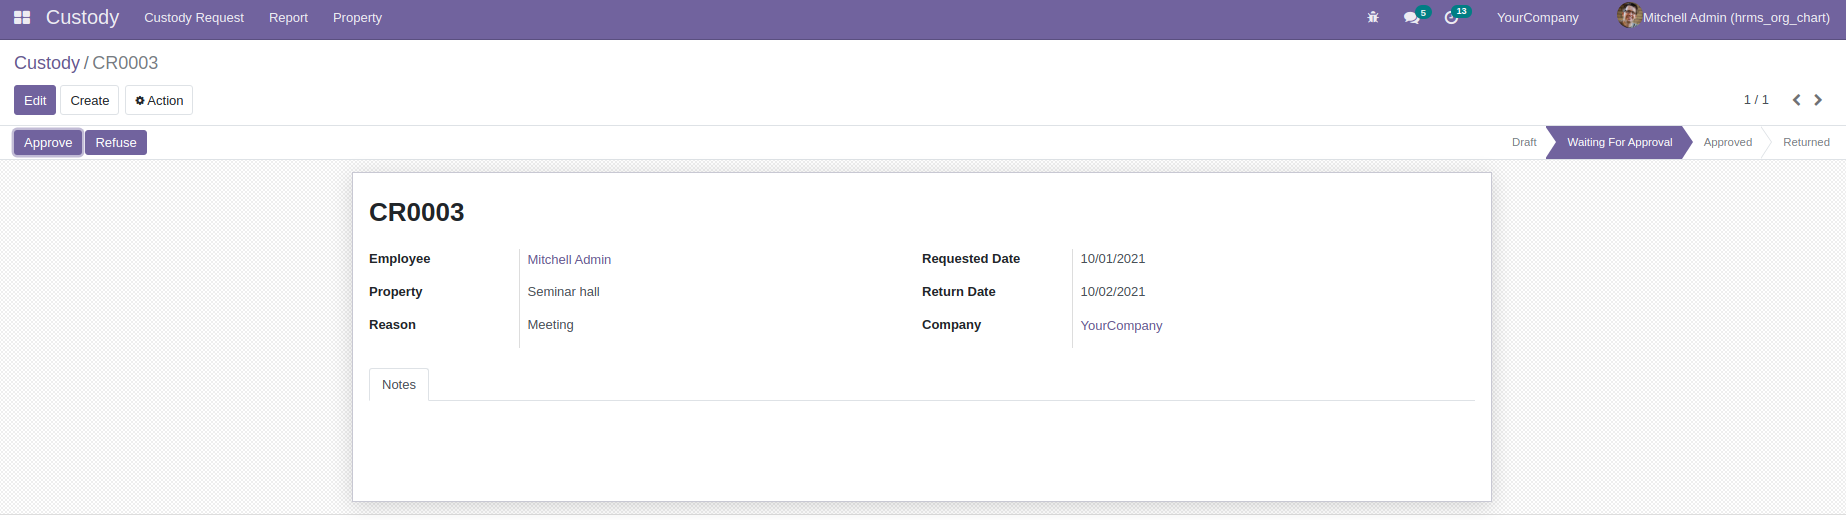 Custody Custody Request Report Property 5 13 YourCompany Mitchell Admin (hrms_org_chart)
Custody / CR0003
Edit Create Action 1 / 1
Approve Refuse Draft Waiting For Approval Approved Returned
CR0003
Employee Mitchell Admin Requested Date 10/01/2021
Property Seminar hall Return Date 10/02/2021
Reason Meeting Company YourCompany
Notes